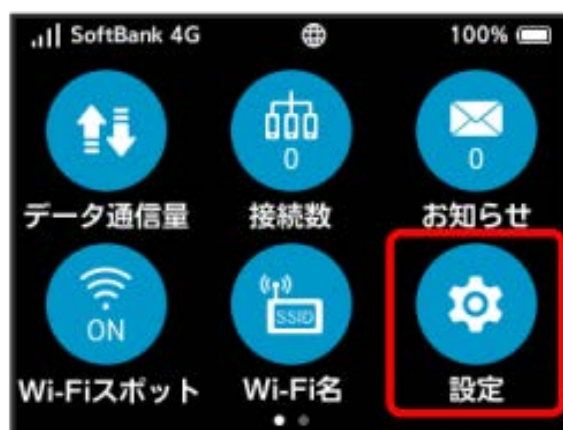 SoftBank 4G 100%
0 0
データ通信量 接続数 お知らせ
ON SSID
Wi-Fiスポット Wi-Fi名 設定